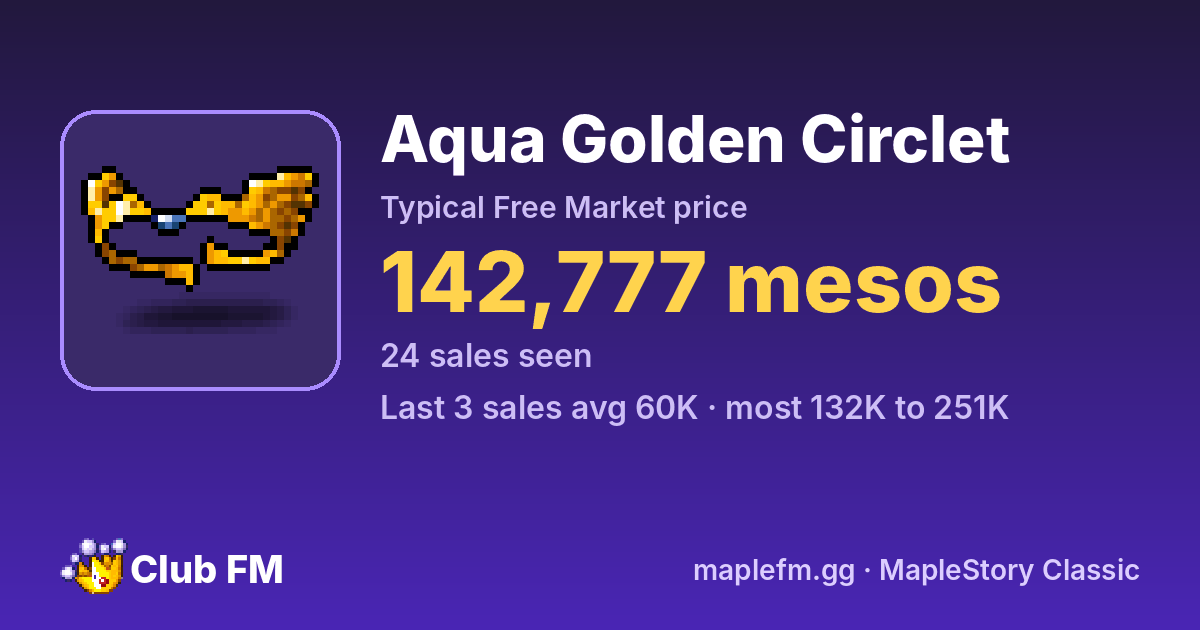 Aqua Golden Circlet
Typical Free Market price
142,777 mesos
24 sales seen
Last 3 sales avg 60K · most 132K to 251K
Club FM
maplefm.gg · MapleStory Classic